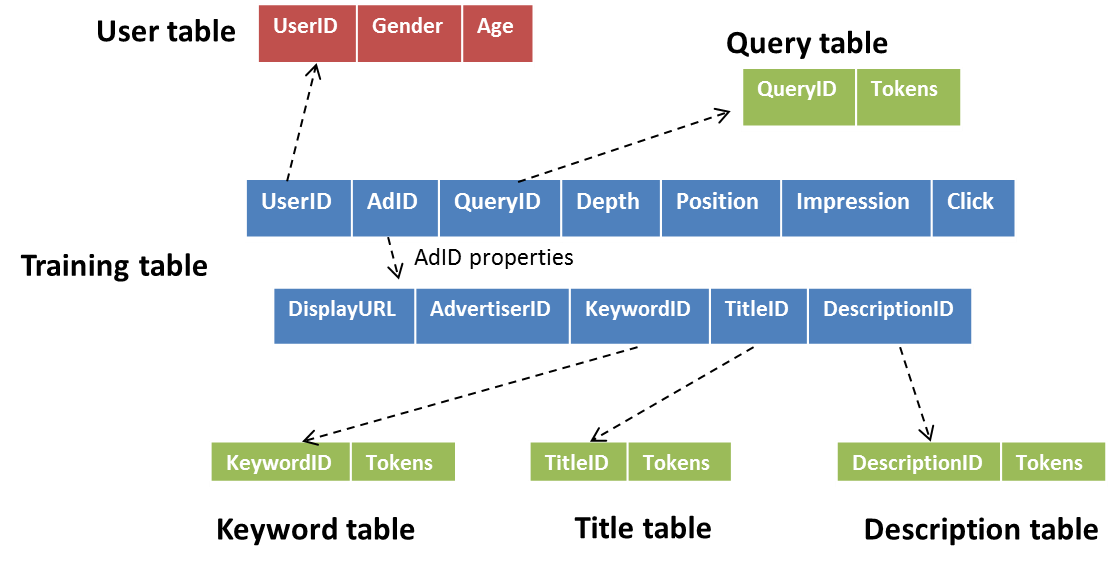 User table
UserID Gender Age
Query table
QueryID Tokens
UserID AdID QueryID Depth Position Impression Click
Training table
AdID properties
DisplayURL AdvertiserID KeywordID TitleID DescriptionID
KeywordID Tokens
TitleID Tokens
DescriptionID Tokens
Keyword table
Title table
Description table